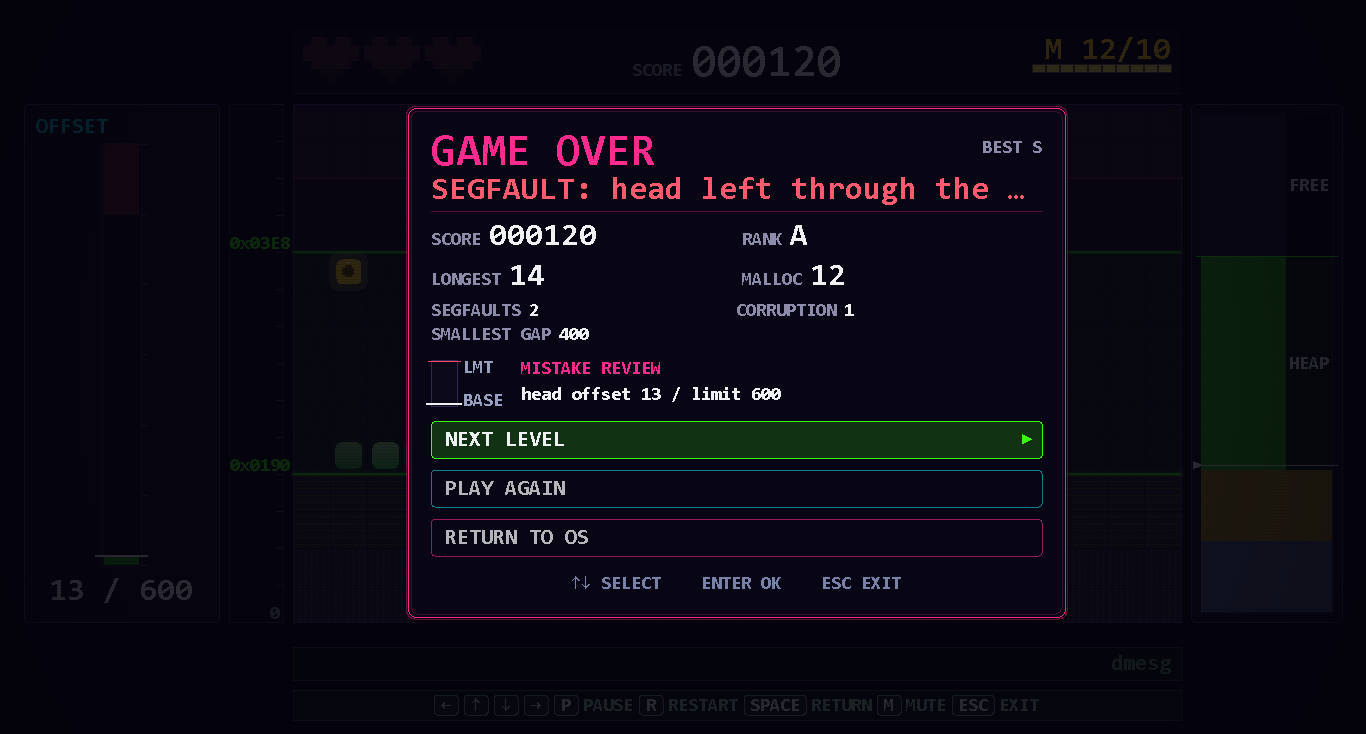 SCORE 000120
M 12/10
OFFSET
GAME OVER
BEST S
SEGFAULT: head left through the …
FREE
SCORE 000120
RANK A
0x03E8
LONGEST 14
MALLOC 12
SEGFAULTS 2
CORRUPTION 1
SMALLEST GAP 400
HEAP
LMT
MISTAKE REVIEW
BASE
head offset 13 / limit 600
NEXT LEVEL ▶
0x0190
PLAY AGAIN
RETURN TO OS
↑↓ SELECT ENTER OK ESC EXIT
13 / 600
0
dmesg
← ↑ ↓ → P PAUSE R RESTART SPACE RETURN M MUTE ESC EXIT